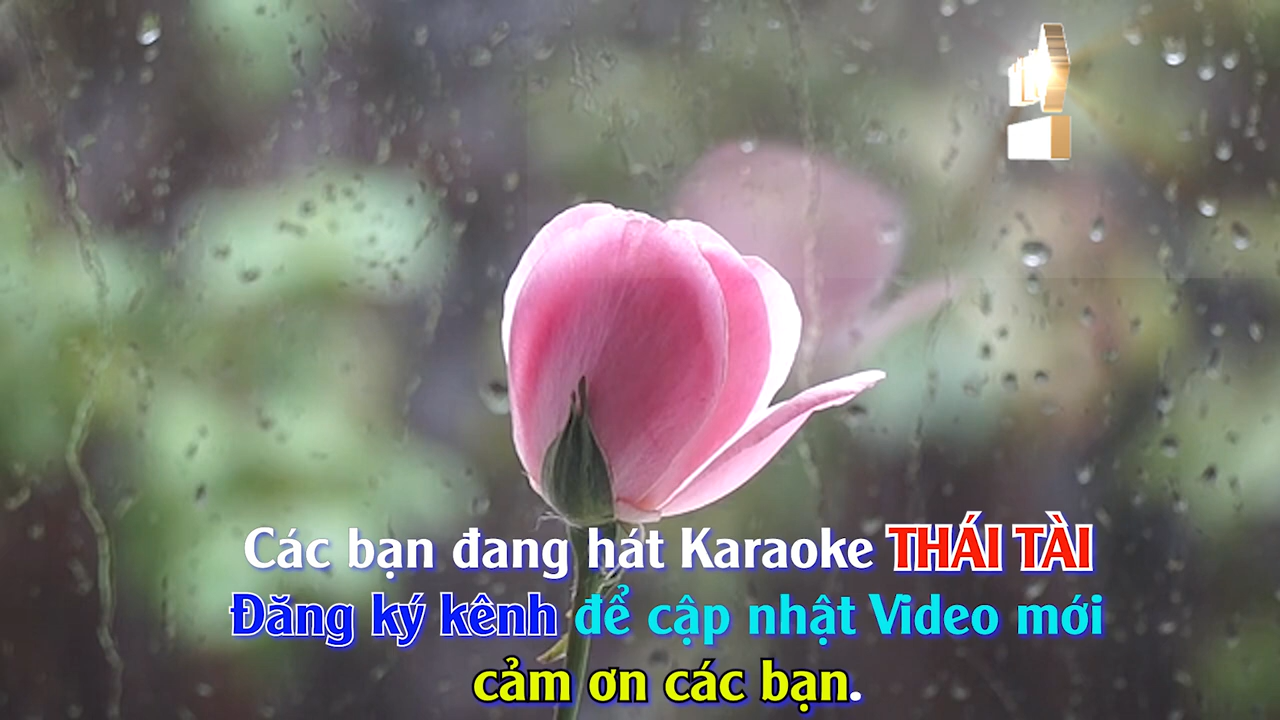 Các bạn đang hát Karaoke THÁI TÀI
Đăng ký kênh để cập nhật Video mới
cảm ơn các bạn.